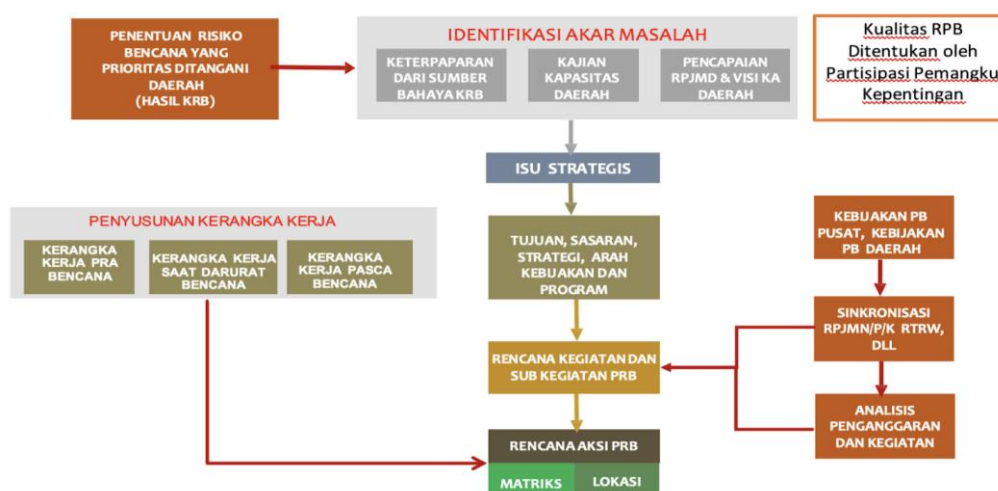 PENENTUAN RISIKO
BENCANA YANG
PRIORITAS DITANGANI
DAERAH
(HASIL KRB)
IDENTIFIKASI AKAR MASALAH
KETERPAPARAN
DARI SUMBER
BAHAYA KRB
KAJIAN
KAPASITAS
DAERAH
PENCAPAIAN
RPJMD & VISI KA
DAERAH
Kualitas RPB
Ditentukan oleh
Partisipasi Pemangku
Kepentingan
ISU STRATEGIS
PENYUSUNAN KERANGKA KERJA
KERANGKA
KERJA PRA
BENCANA
KERANGKA KERJA
SAAT DARURAT
BENCANA
KERANGKA
KERJA PASCA
BENCANA
TUJUAN, SASARAN,
STRATEGI, ARAH
KEBIJAKAN DAN
PROGRAM
KEBIJAKAN PB
PUSAT, KEBIJAKAN
PB DAERAH
SINKRONISASI
RPJMN/P/K RTRW,
DLL
RENCANA KEGIATAN DAN
SUB KEGIATAN PRB
ANALISIS
PENGANGGARAN
DAN KEGIATAN
RENCANA AKSI PRB
MATRIKS
LOKASI